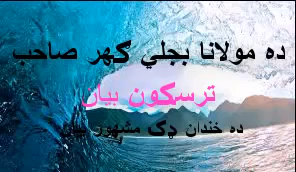 ده مولانا بجلي ګهر صاحب
ترسکون بیان
ده خندان ډک مشهور بیان